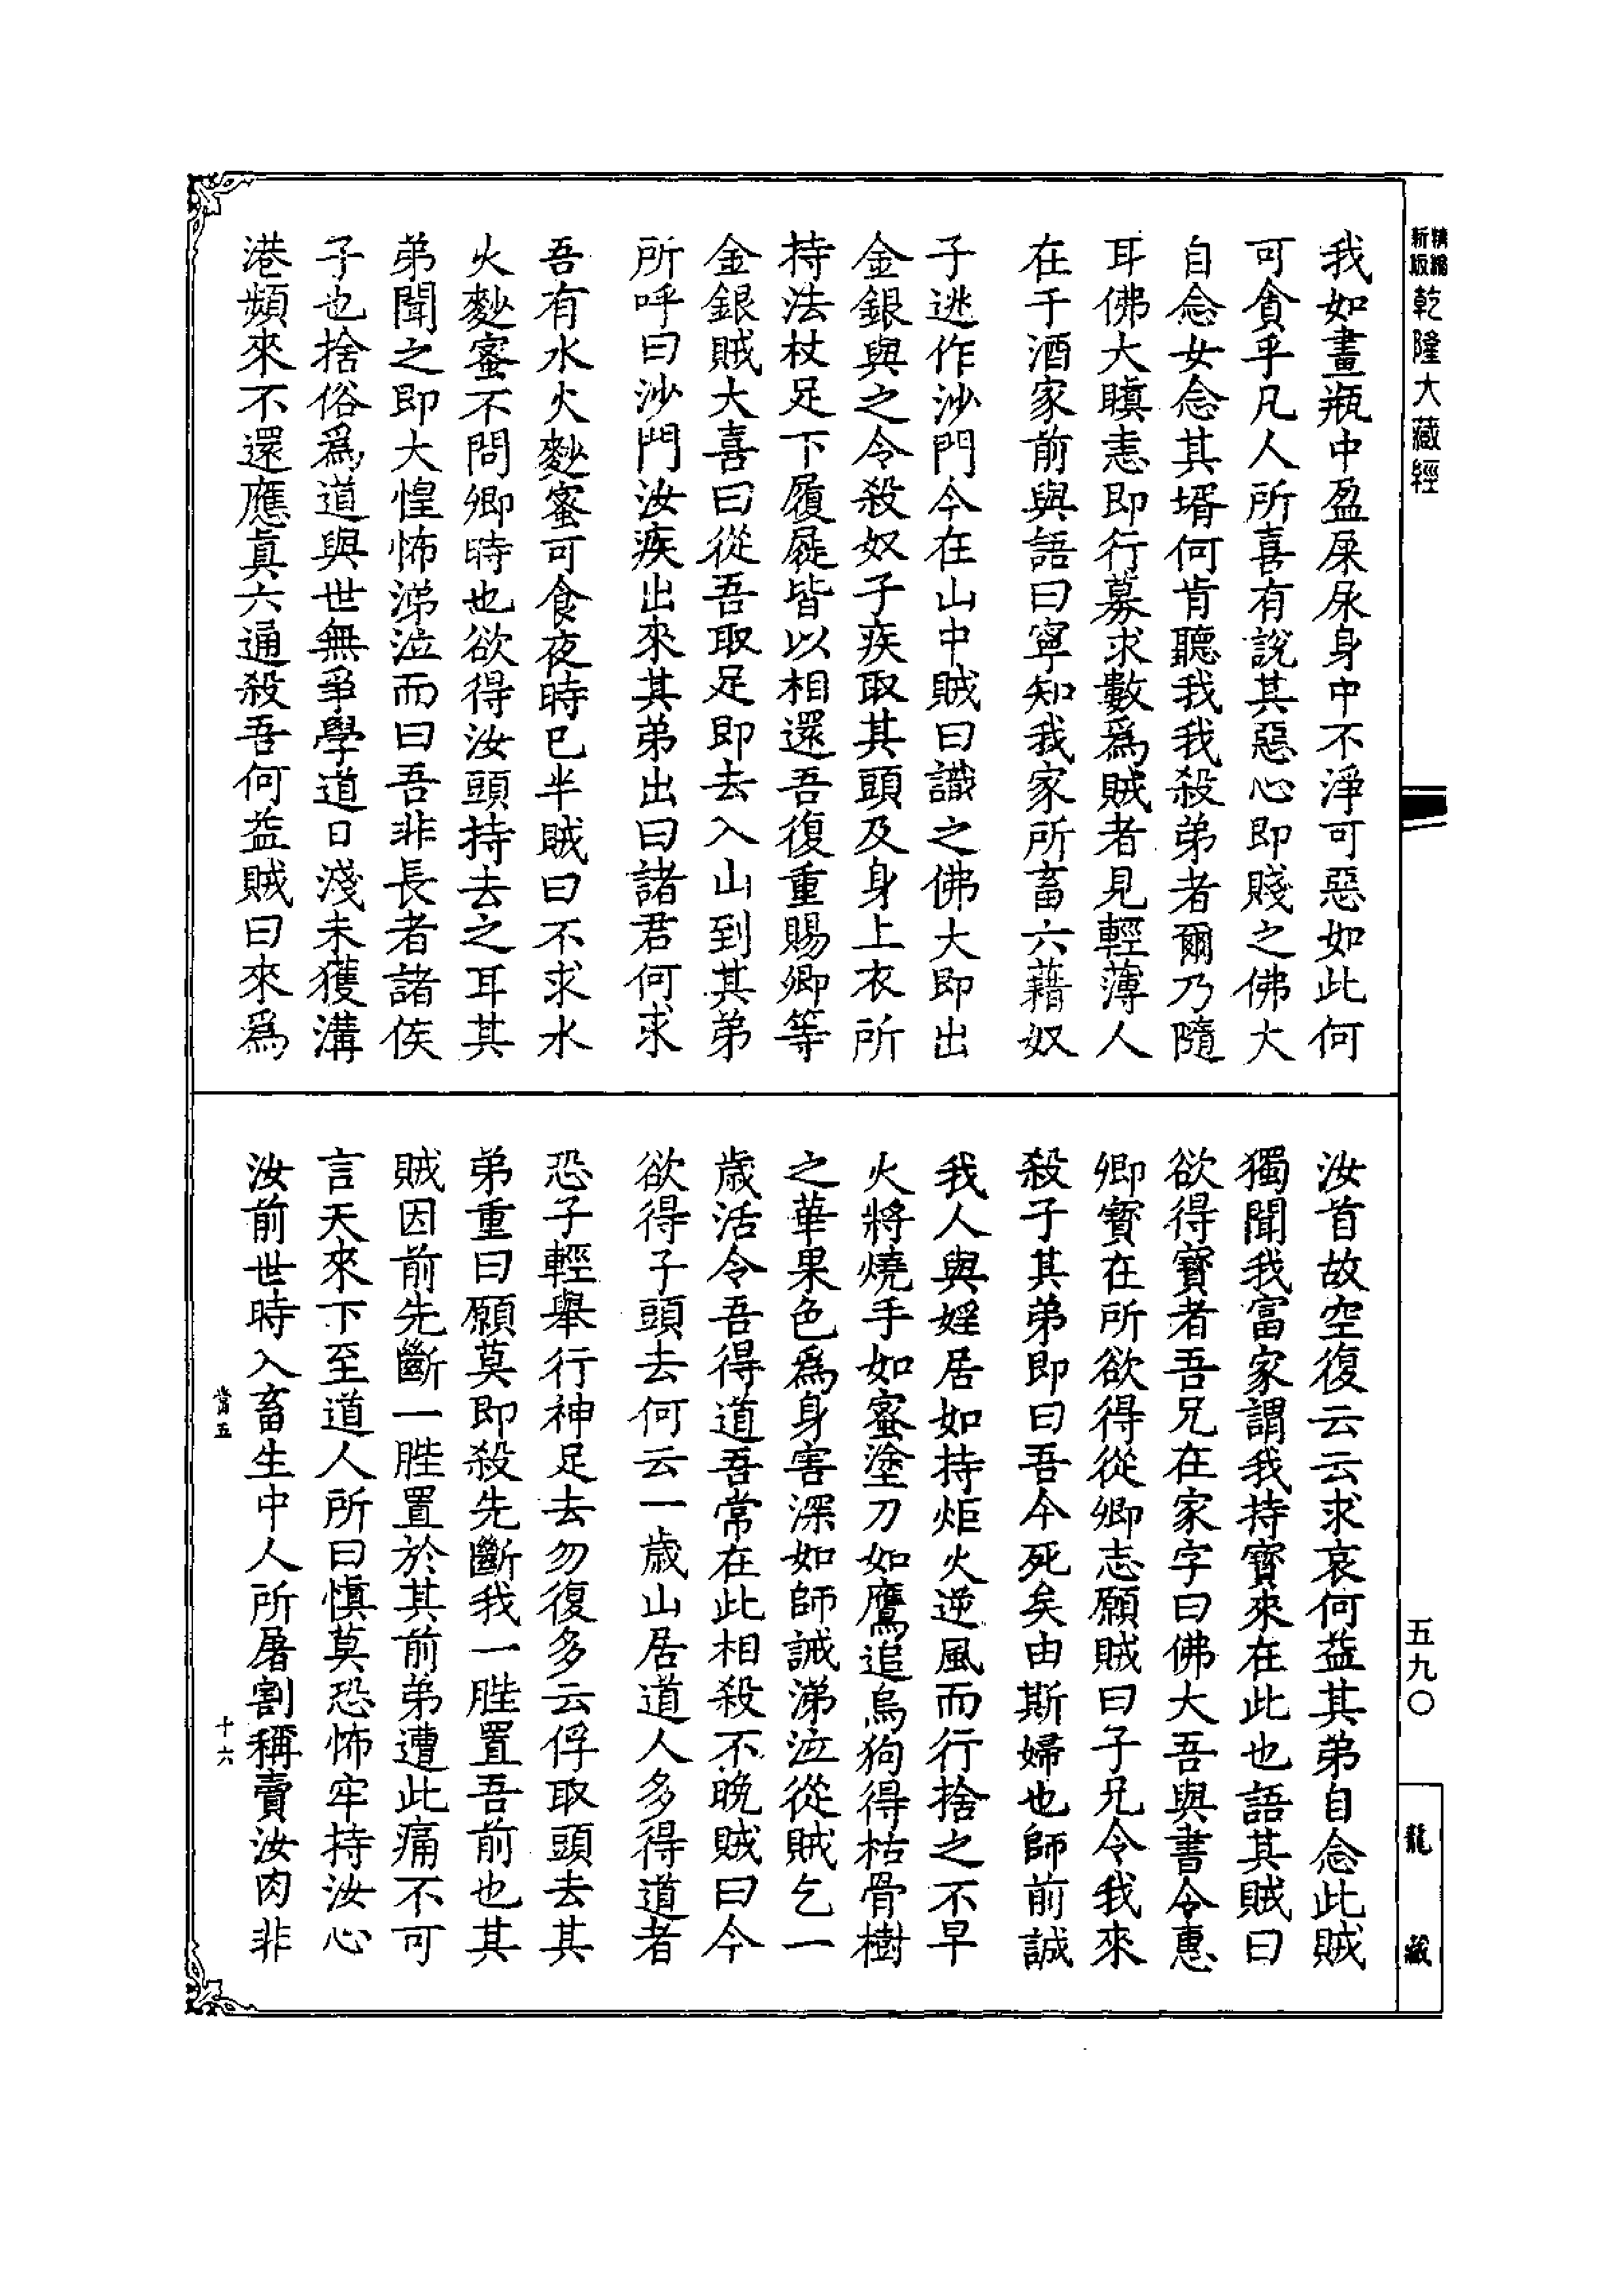 新版精編乾隆大藏經
我如畫瓶中盈屎尿身中不淨可惡如此何
可貪乎凡人所喜有說其惡心即賤之佛大
自念女念其壻何肯聽我我殺弟者爾乃隨
耳佛大瞋恚即行募求數為賊者見輕薄人
在于酒家前與語曰寧知我家所畜六藉奴
子逃作沙門今在山中賊曰識之佛大即出
金銀與之令殺奴子疾取其頭及身上衣所
持法杖足下履屣皆以相還吾復重賜卿等
金銀賊大喜曰從吾取足即去入山到其弟
所呼曰沙門汝疾出來其弟出曰諸君何求
吾有水火麨蜜可食夜時已半賊曰不求水
火麨蜜不問卿時也欲得汝頭持去之耳其
弟聞之即大惶怖涕泣而曰吾非長者諸侯
子也捨俗為道與世無爭學道日淺未獲溝
港頻來不還應眞六通殺吾何益賊曰來為
汝首故空復云云求哀何益其弟自念此賊
獨聞我富家謂我持寶來在此也語其賊曰
欲得寶者吾兄在家字曰佛大吾與書令惠
卿寶在所欲得從卿志願賊曰子兄令我來
殺子其弟即曰吾今死矣由斯婦也師前誡
我人與婬居如持炬火逆風而行捨之不早
火將燒手如蜜塗刀如鷹追烏狗得枯骨樹
之華果色為身害深如師誡涕泣從賊乞一
歲活令吾得道吾常在此相殺不晚賊曰今
欲得子頭去何云一歲山居道人多得道者
恐子輕舉行神足去勿復多云俘取頭去其
弟重曰願莫即殺先斷我一䏶置吾前也其
賊因前先斷一䏶置於其前弟遭此痛不可
言天來下至道人所曰愼莫恐怖牢持汝心
汝前世時入畜生中人所屠割稱賣汝肉非
五九〇
龍藏
當五
十六